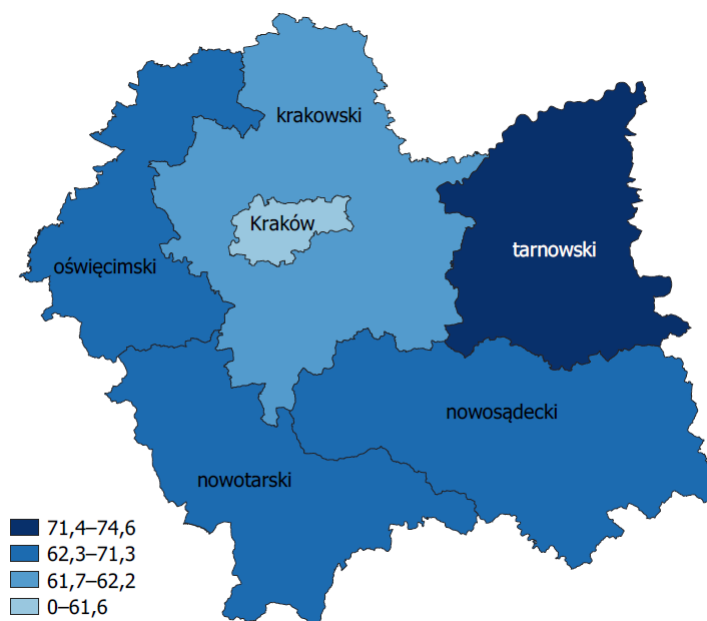 krakowski
Kraków
tarnowski
oświęcimski
nowosądecki
nowotarski
71,4–74,6
62,3–71,3
61,7–62,2
0–61,6